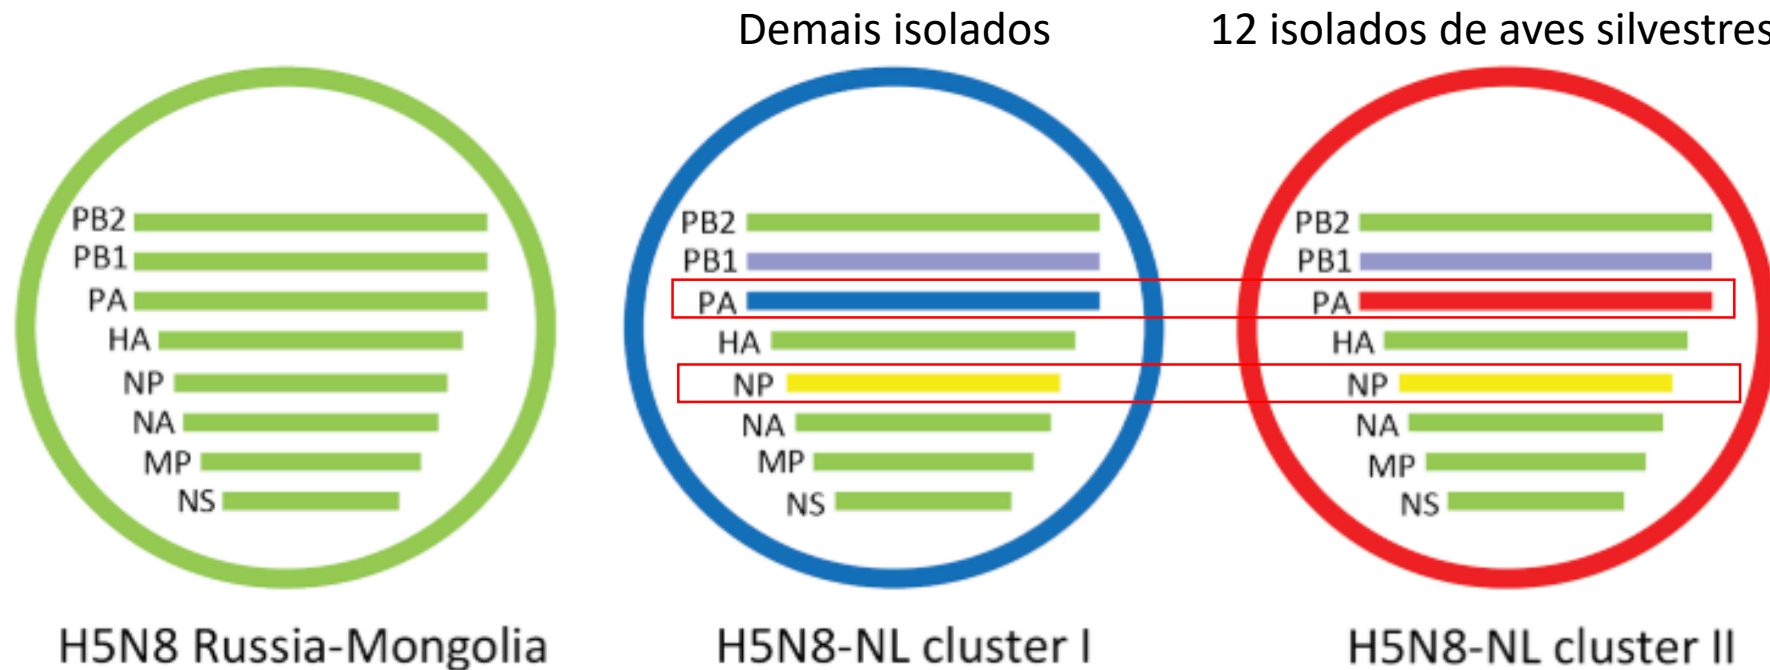 Demais isolados
12 isolados de aves silvestres
PB2
PB1
PA
HA
NP
NA
MP
NS
H5N8 Russia-Mongolia
PB2
PB1
PA
HA
NP
NA
MP
NS
H5N8-NL cluster I
PB2
PB1
PA
HA
NP
NA
MP
NS
H5N8-NL cluster II